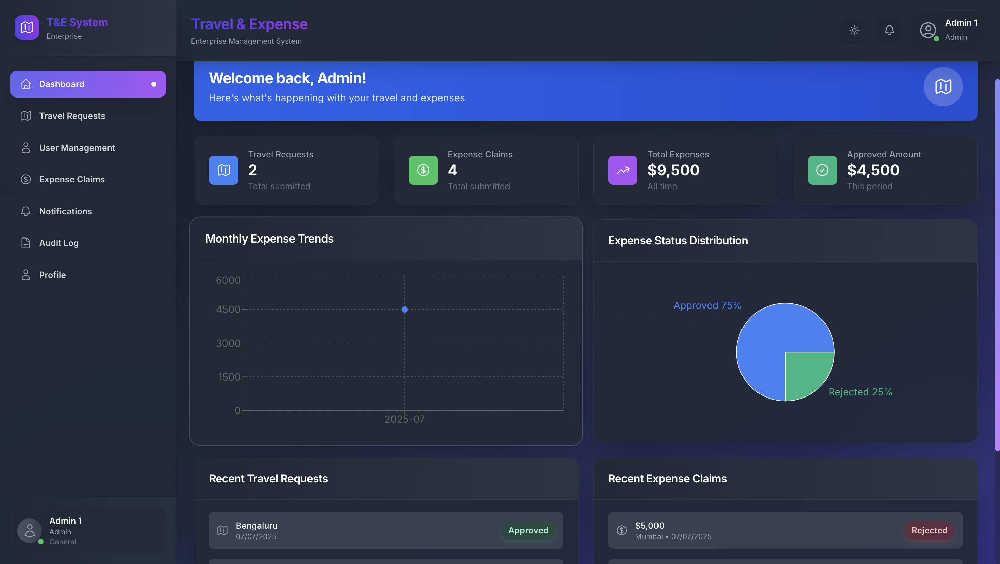 T&E System
Enterprise
Dashboard
Travel Requests
User Management
Expense Claims
Notifications
Audit Log
Profile
Admin 1
Admin
General
Travel & Expense
Enterprise Management System
Admin 1
Admin
Welcome back, Admin!
Here's what's happening with your travel and expenses
Travel Requests
2
Total submitted
Expense Claims
4
Total submitted
Total Expenses
$9,500
All time
Approved Amount
$4,500
This period
Monthly Expense Trends
6000
4500
3000
1500
0
2025-07
Expense Status Distribution
Approved 75%
Rejected 25%
Recent Travel Requests
Bengaluru
07/07/2025
Approved
Recent Expense Claims
$5,000
Mumbai • 07/07/2025
Rejected